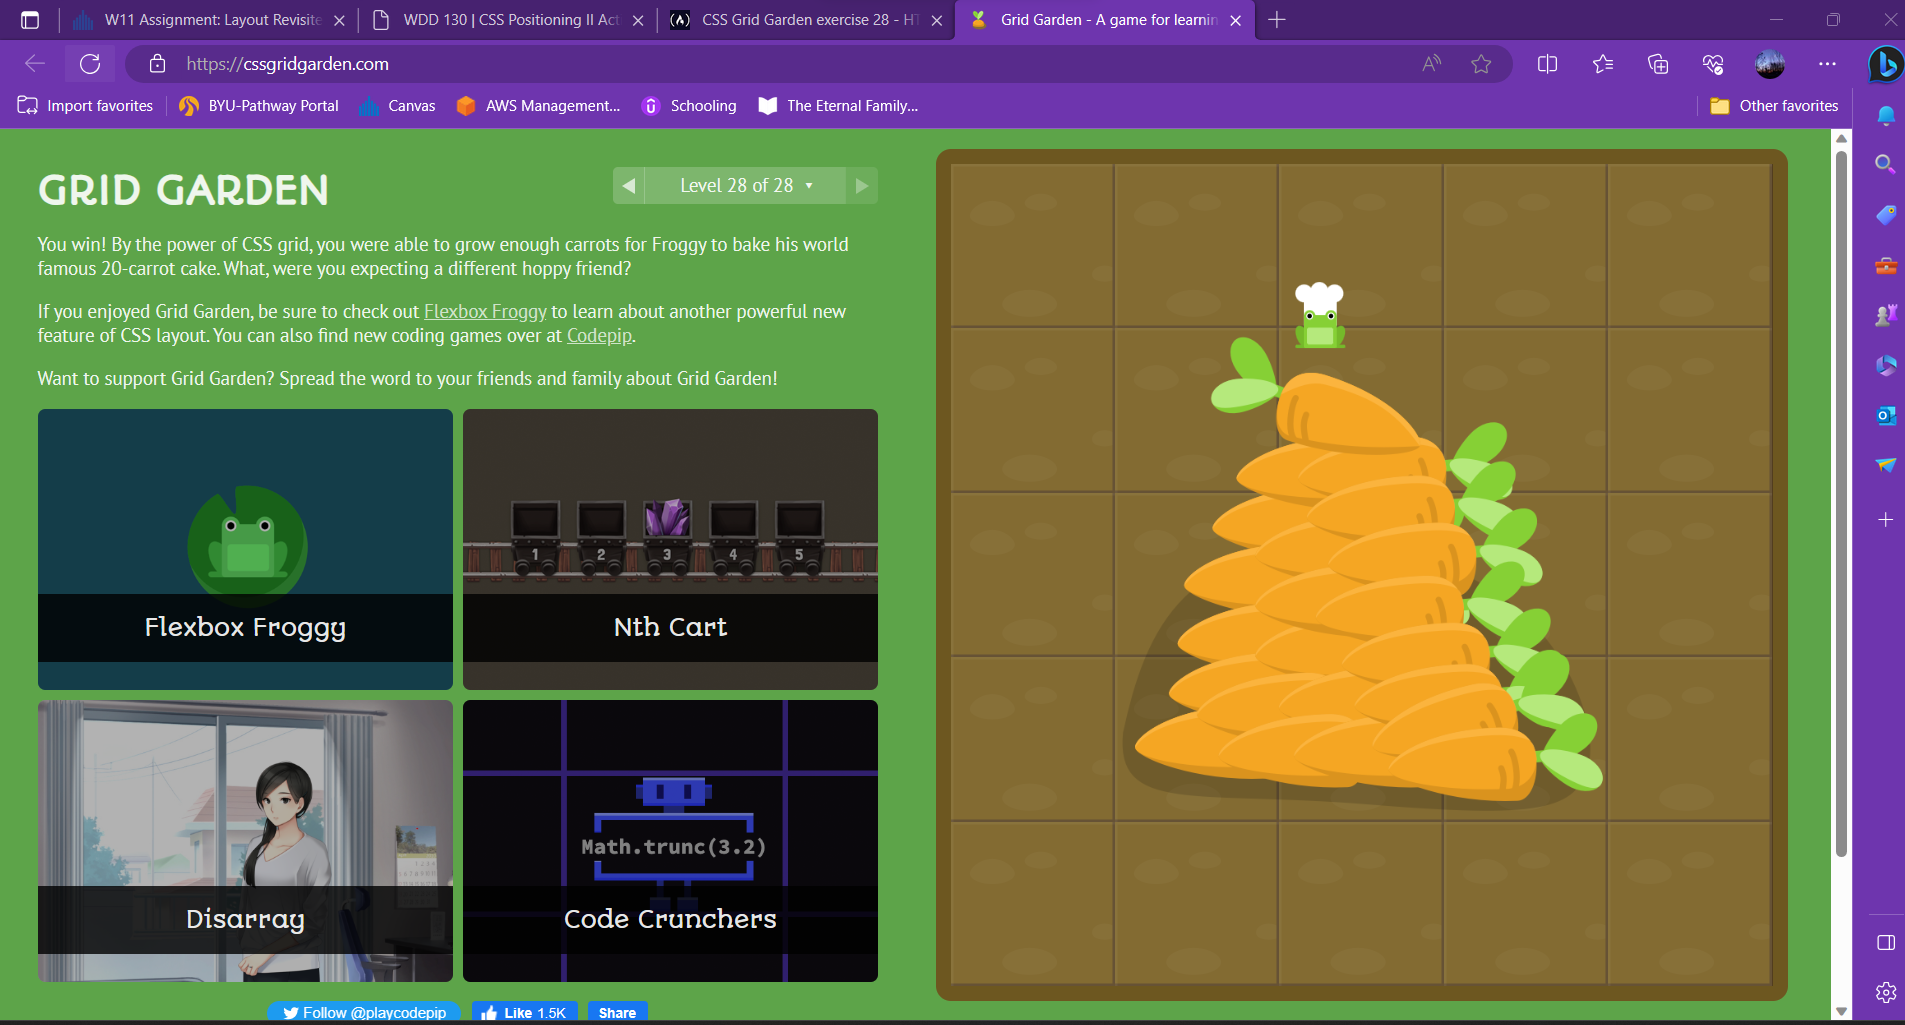 W11 Assignment: Layout Revisite
WDD 130 | CSS Positioning II Act
CSS Grid Garden exercise 28 - HT
Grid Garden - A game for learnin
https://cssgridgarden.com
Import favorites
BYU-Pathway Portal
Canvas
AWS Management...
Schooling
The Eternal Family...
Other favorites
GRID GARDEN
Level 28 of 28
You win! By the power of CSS grid, you were able to grow enough carrots for Froggy to bake his world
famous 20-carrot cake. What, were you expecting a different hoppy friend?
If you enjoyed Grid Garden, be sure to check out Flexbox Froggy to learn about another powerful new
feature of CSS layout. You can also find new coding games over at Codepip.
Want to support Grid Garden? Spread the word to your friends and family about Grid Garden!
1 2 3 4 5
Flexbox Froggy
Nth Cart
Math.trunc(3.2)
Disarray
Code Crunchers
Follow @playcodepip
Like 1.5K
Share